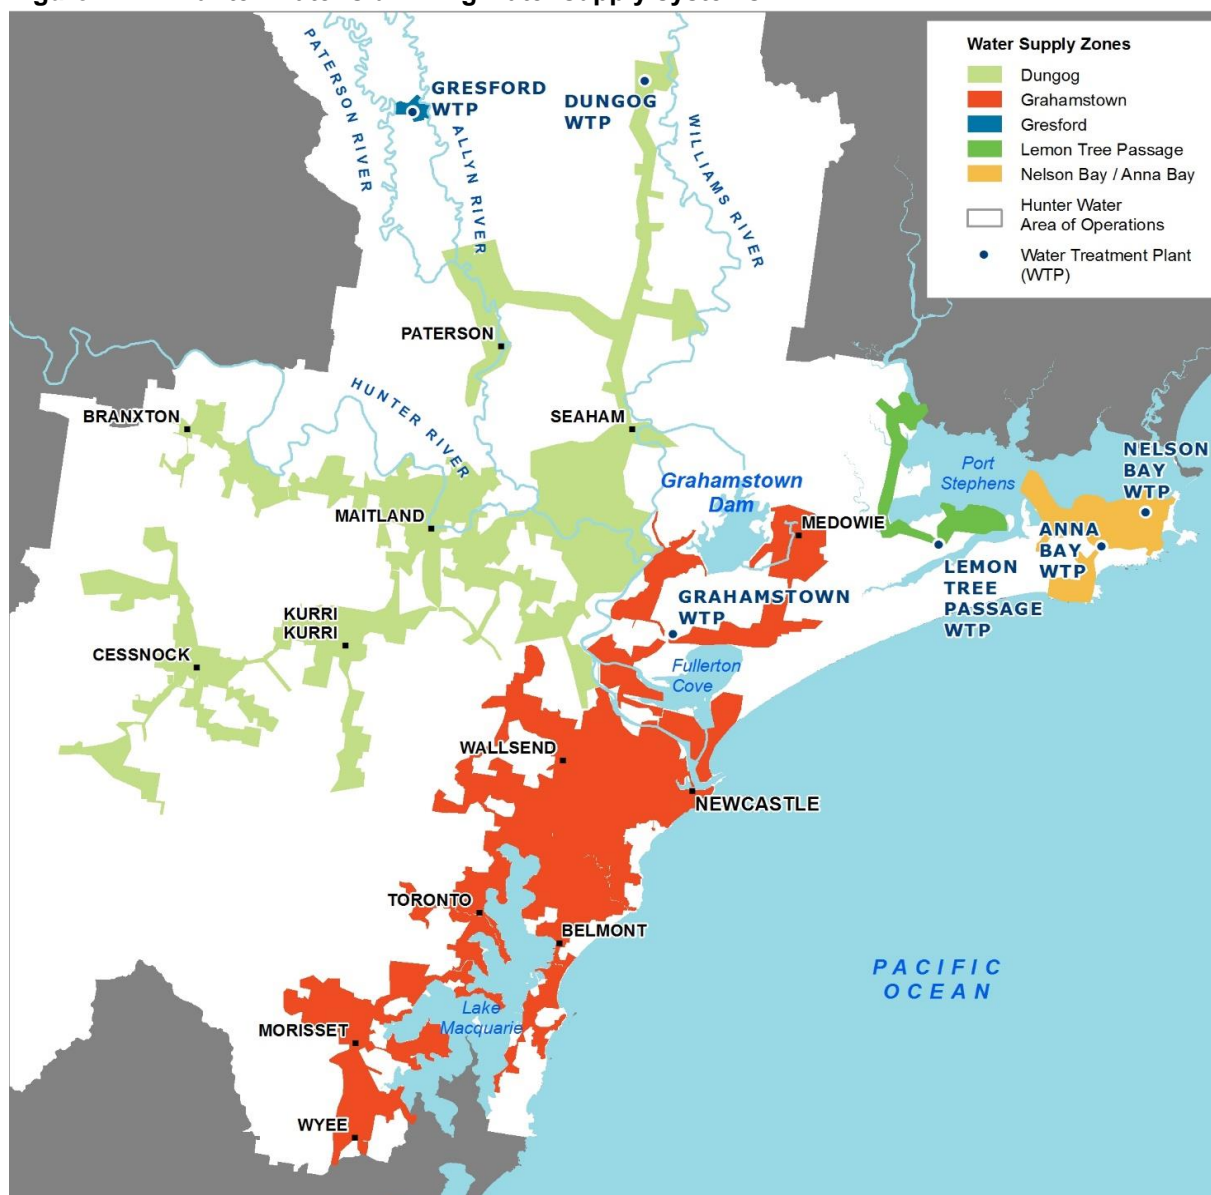 Water Supply Zones
Dungog
Grahamstown
Gresford
Lemon Tree Passage
Nelson Bay / Anna Bay
Hunter Water
Area of Operations
Water Treatment Plant
(WTP)
PATERSON RIVER
GRESFORD
WTP
ALLYN RIVER
DUNGOG
WTP
WILLIAMS RIVER
PATERSON
HUNTER RIVER
BRANXTON
SEAHAM
Grahamstown
Dam
Port
Stephens
NELSON
BAY
WTP
MAITLAND
MEDOWIE
ANNA
BAY
WTP
LEMON
TREE
PASSAGE
WTP
GRAHAMSTOWN
WTP
KURRI
KURRI
CESSNOCK
Fullerton
Cove
WALLSEND
NEWCASTLE
TORONTO
BELMONT
PACIFIC
OCEAN
Lake
Macquarie
MORISSET
WYEE